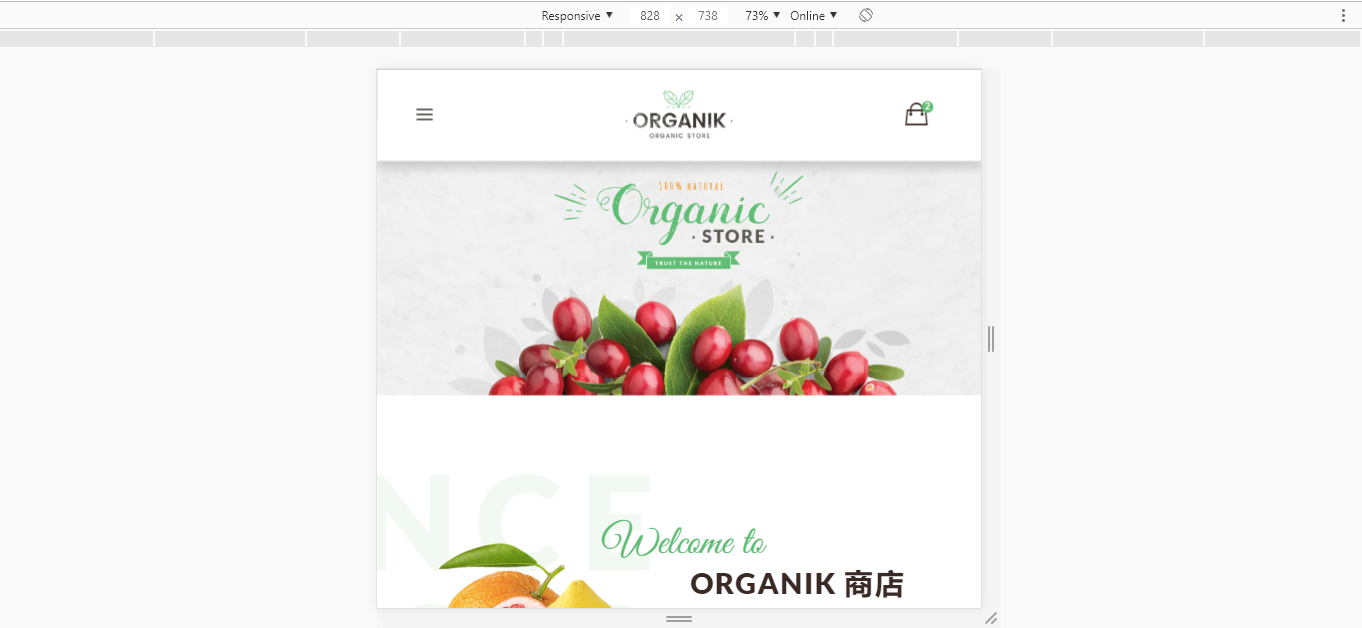 Responsive ▼ 828 × 738 73% ▼ Online ▼
ORGANIK
ORGANIC STORE
2
100% NATURAL
Organic
· STORE ·
TRUST THE NATURE
NCE
Welcome to
ORGANIK 商店